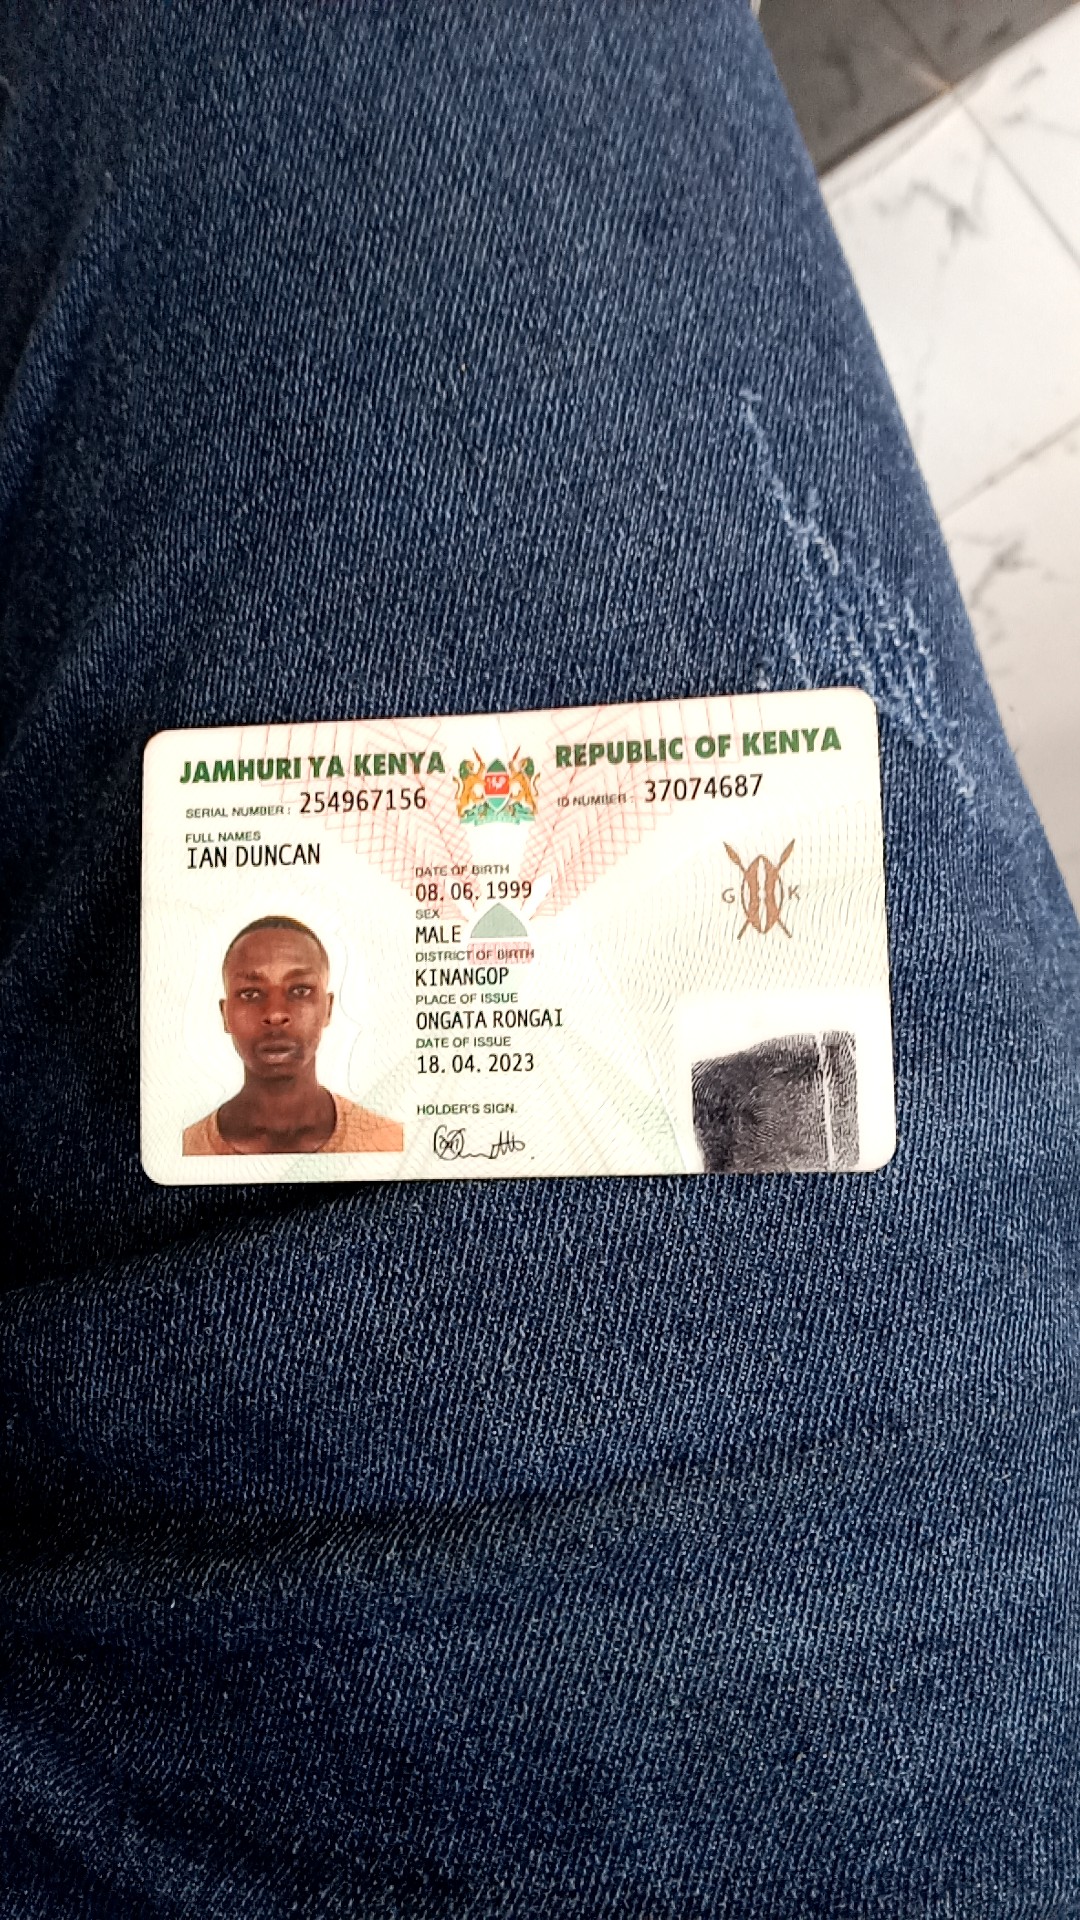 JAMHURI YA KENYA
REPUBLIC OF KENYA
SERIAL NUMBER: 254967156
ID NUMBER: 37074687
FULL NAMES
IAN DUNCAN
DATE OF BIRTH
08. 06. 1999
SEX
MALE
DISTRICT OF BIRTH
KINANGOP
PLACE OF ISSUE
ONGATA RONGAI
DATE OF ISSUE
18. 04. 2023
HOLDER'S SIGN.
G K